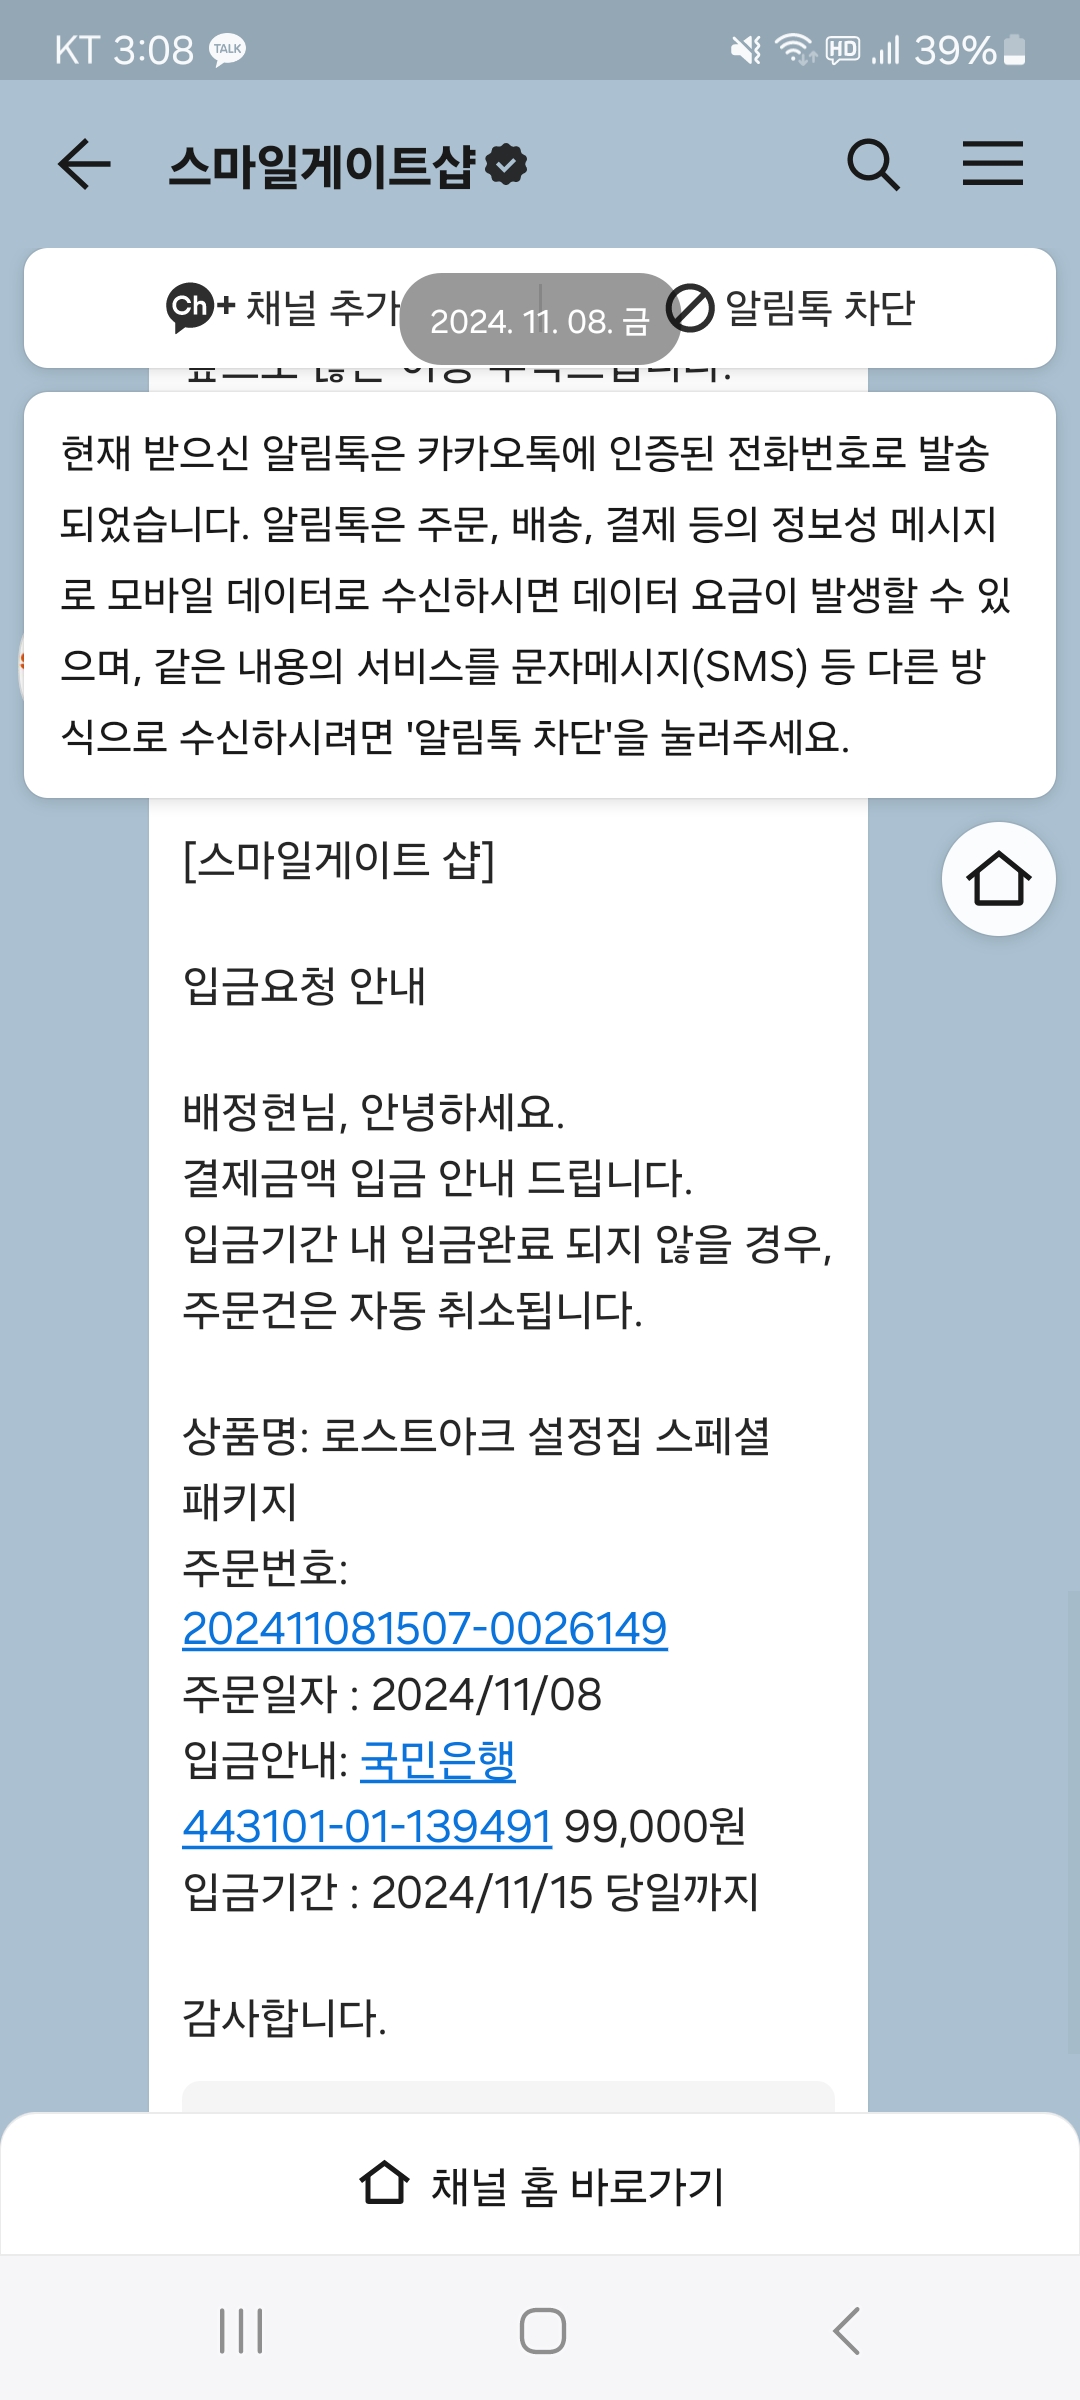 KT 3:08 TALK HD 39%
스마일게이트샵
Ch+ 채널 추가 2024. 11. 08. 금 알림톡 차단
현재 받으신 알림톡은 카카오톡에 인증된 전화번호로 발송
되었습니다. 알림톡은 주문, 배송, 결제 등의 정보성 메시지
로 모바일 데이터로 수신하시면 데이터 요금이 발생할 수 있
으며, 같은 내용의 서비스를 문자메시지(SMS) 등 다른 방
식으로 수신하시려면 '알림톡 차단'을 눌러주세요.
[스마일게이트 샵]
입금요청 안내
배정현님, 안녕하세요.
결제금액 입금 안내 드립니다.
입금기간 내 입금완료 되지 않을 경우,
주문건은 자동 취소됩니다.
상품명: 로스트아크 설정집 스페셜
패키지
주문번호:
202411081507-0026149
주문일자 : 2024/11/08
입금안내: 국민은행
443101-01-139491 99,000원
입금기간 : 2024/11/15 당일까지
감사합니다.
채널 홈 바로가기